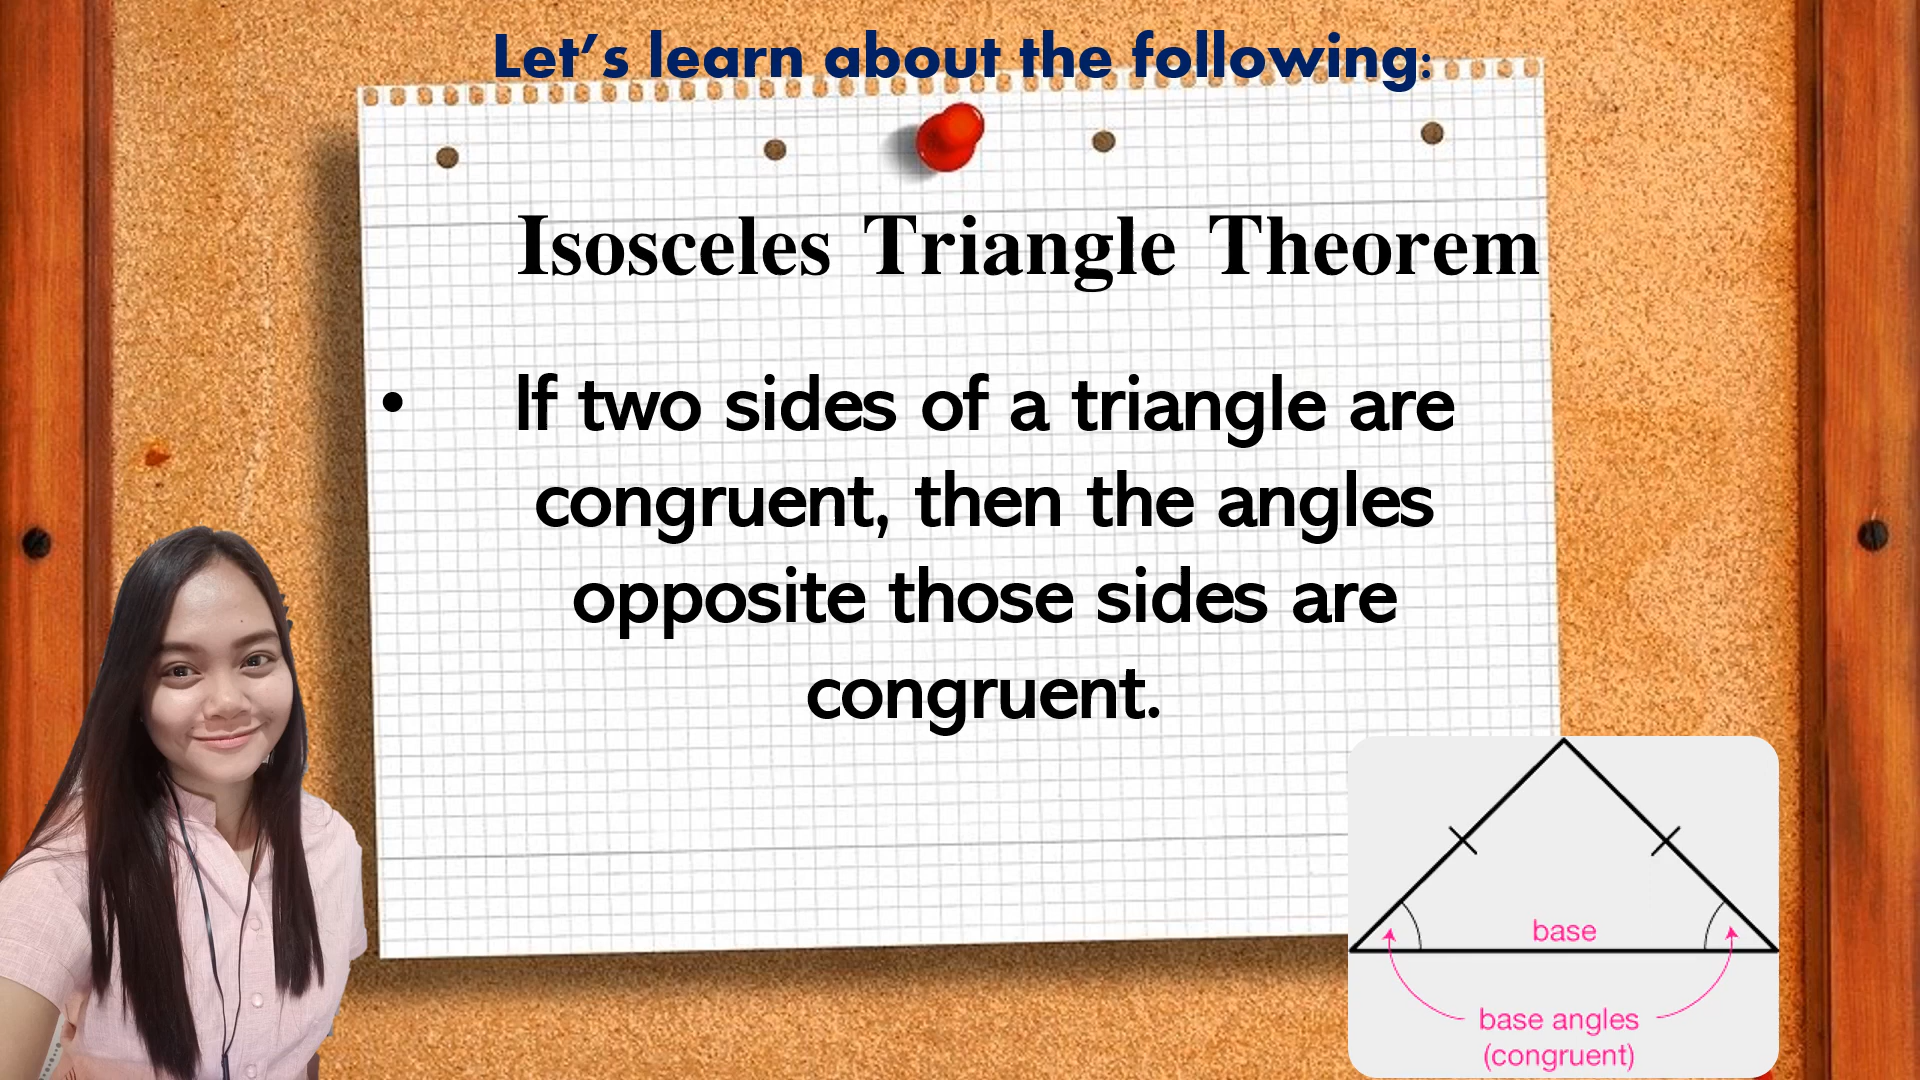 Let’s learn about the following:
Isosceles Triangle Theorem
• If two sides of a triangle are
congruent, then the angles
opposite those sides are
congruent.
base
base angles
(congruent)